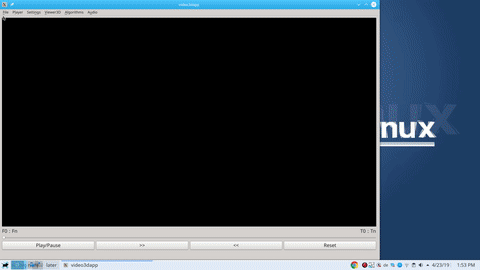 video3dapp
File Player Settings Viewer3D Algorithms Audio
nux
F0 : Fn T0 : Tn
Play/Pause >> << Reset
later video3dapp 4/23/19 1:53 PM